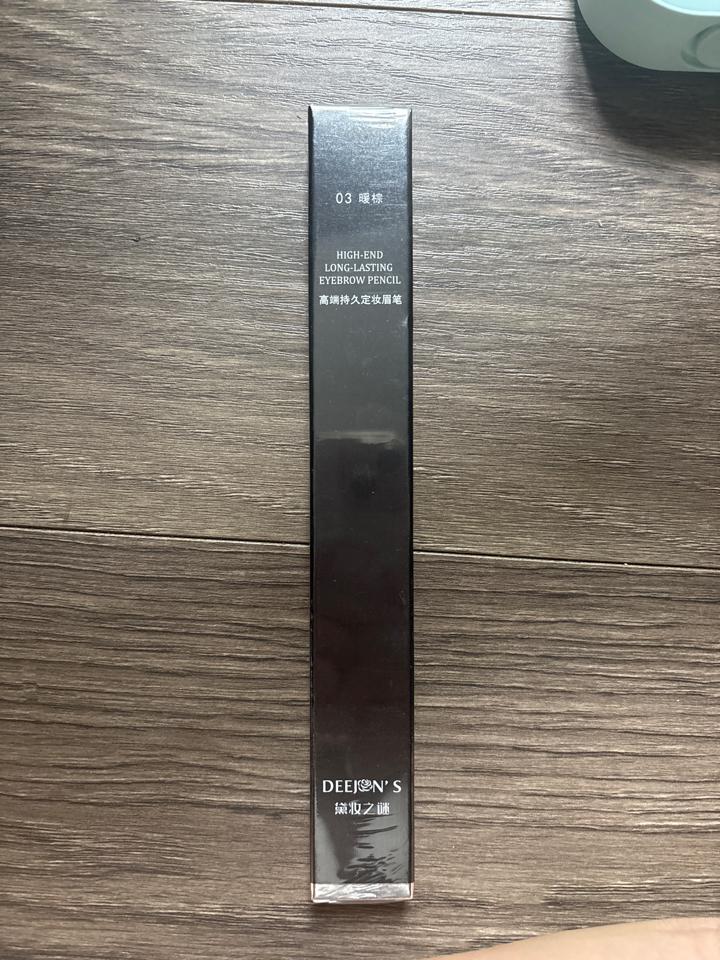 03 暖棕
HIGH-END
LONG-LASTING
EYEBROW PENCIL
高端持久定妆眉笔
DEEJON'S
黛妆之谜